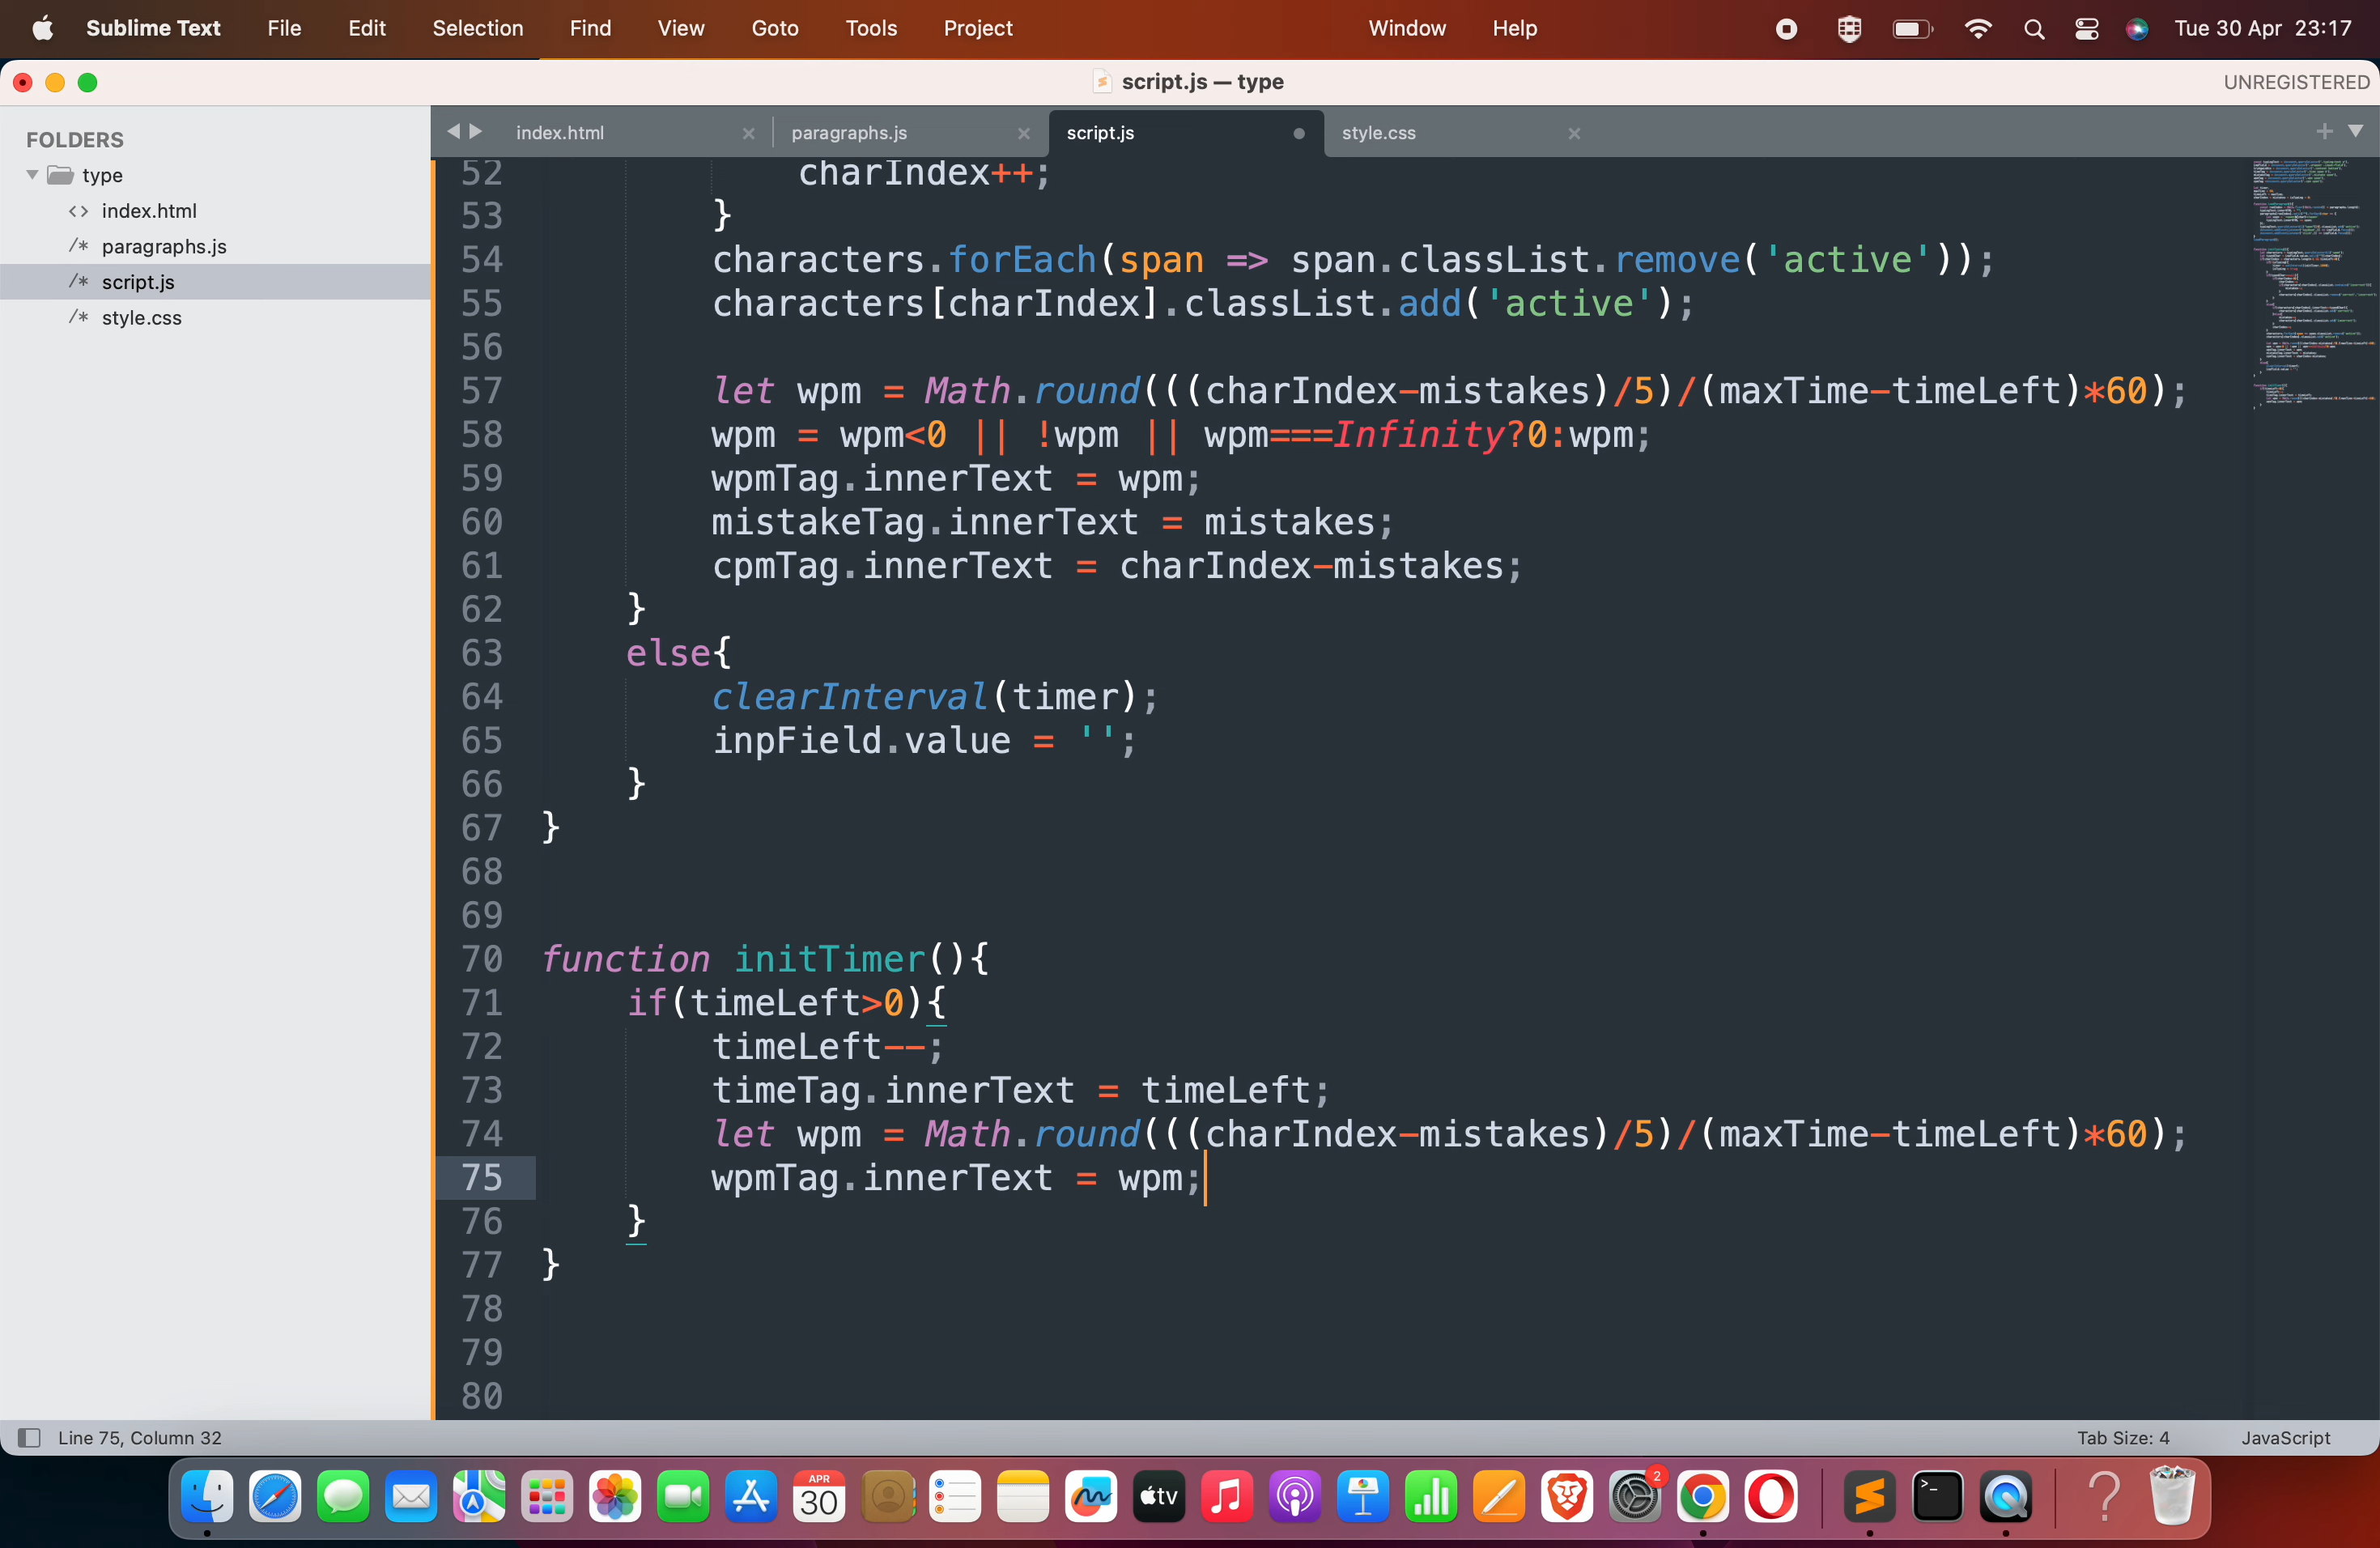 Sublime Text File Edit Selection Find View Goto Tools Project Window Help Tue 30 Apr 23:17
script.js — type
UNREGISTERED
FOLDERS
type
<> index.html
/* paragraphs.js
/* script.js
/* style.css
index.html × paragraphs.js × script.js style.css ×
52 charIndex++;
53 }
54 characters.forEach(span => span.classList.remove('active'));
55 characters[charIndex].classList.add('active');
56
57 let wpm = Math.round(((charIndex-mistakes)/5)/(maxTime-timeLeft)*60);
58 wpm = wpm<0 || !wpm || wpm===Infinity?0:wpm;
59 wpmTag.innerText = wpm;
60 mistakeTag.innerText = mistakes;
61 cpmTag.innerText = charIndex-mistakes;
62 }
63 else{
64 clearInterval(timer);
65 inpField.value = '';
66 }
67 }
68
69
70 function initTimer(){
71 if(timeLeft>0){
72 timeLeft--;
73 timeTag.innerText = timeLeft;
74 let wpm = Math.round(((charIndex-mistakes)/5)/(maxTime-timeLeft)*60);
75 wpmTag.innerText = wpm;
76 }
77 }
78
79
80
Line 75, Column 32
Tab Size: 4
JavaScript
APR
30
tv
2